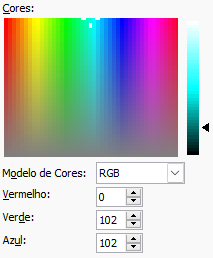 Cores:
Modelo de Cores: RGB
Vermelho: 0
Verde: 102
Azul: 102